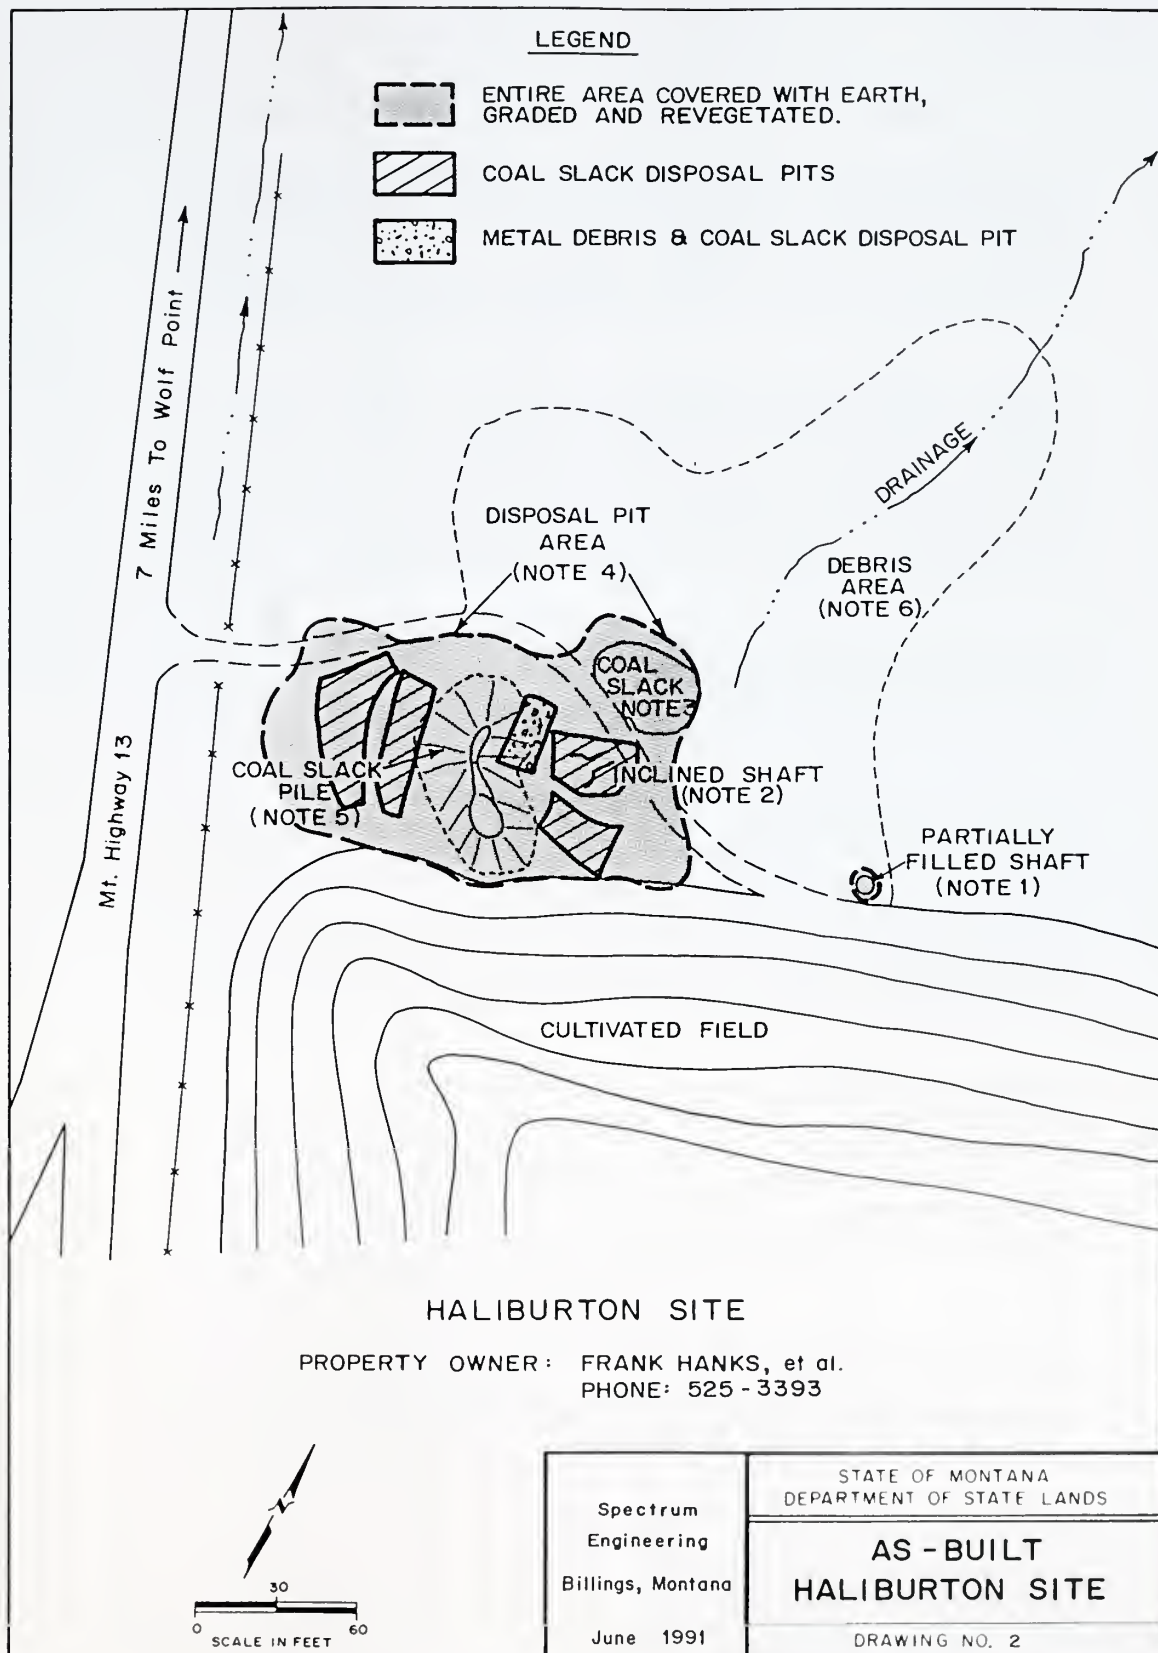 LEGEND
ENTIRE AREA COVERED WITH EARTH,
GRADED AND REVEGETATED.
COAL SLACK DISPOSAL PITS
METAL DEBRIS & COAL SLACK DISPOSAL PIT
7 Miles To Wolf Point
Mt. Highway 13
DRAINAGE
DISPOSAL PIT
AREA
(NOTE 4)
DEBRIS
AREA
(NOTE 6)
COAL
SLACK
NOTE 3
COAL SLACK
PILE
(NOTE 5)
INCLINED SHAFT
(NOTE 2)
PARTIALLY
FILLED SHAFT
(NOTE 1)
CULTIVATED FIELD
HALIBURTON SITE
PROPERTY OWNER: FRANK HANKS, et al.
PHONE: 525-3393
N
30
0 60
SCALE IN FEET
Spectrum
Engineering
Billings, Montana
June 1991
STATE OF MONTANA
DEPARTMENT OF STATE LANDS
AS-BUILT
HALIBURTON SITE
DRAWING NO. 2